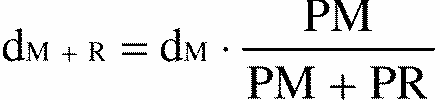 dM + R = dM · PM / PM + PR